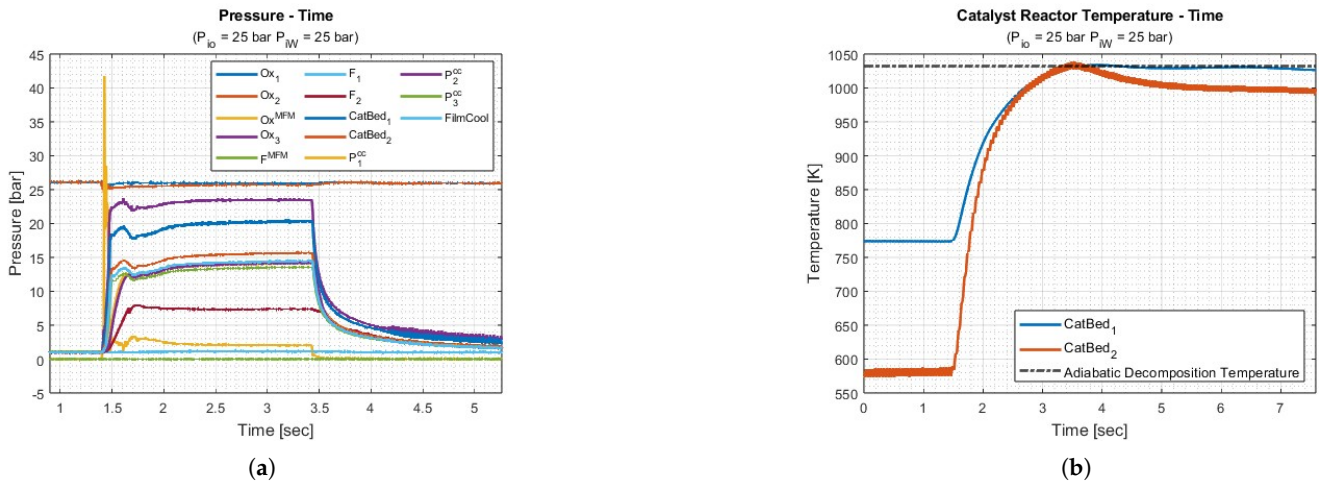 Pressure - Time
(P_io = 25 bar P_iW = 25 bar)
45
40
35
30
25
20
15
10
5
0
-5
Pressure [bar]
Ox_1
Ox_2
Ox^MFM
Ox_3
F^MFM
F_1
F_2
CatBed_1
CatBed_2
P_1^cc
P_2^cc
P_3^cc
FilmCool
1 1.5 2 2.5 3 3.5 4 4.5 5
Time [sec]
(a)
Catalyst Reactor Temperature - Time
(P_io = 25 bar P_iW = 25 bar)
1050
1000
950
900
850
800
750
700
650
600
550
Temperature [K]
CatBed_1
CatBed_2
Adiabatic Decomposition Temperature
0 1 2 3 4 5 6 7
Time [sec]
(b)